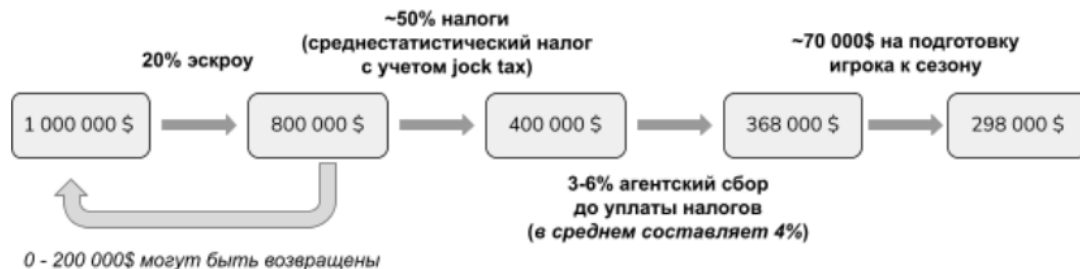 ~50% налоги
(среднестатистический налог
с учетом jock tax)
20% эскроу
~70 000$ на подготовку
игрока к сезону
1 000 000 $
800 000 $
400 000 $
368 000 $
298 000 $
3-6% агентский сбор
до уплаты налогов
(в среднем составляет 4%)
0 - 200 000$ могут быть возвращены